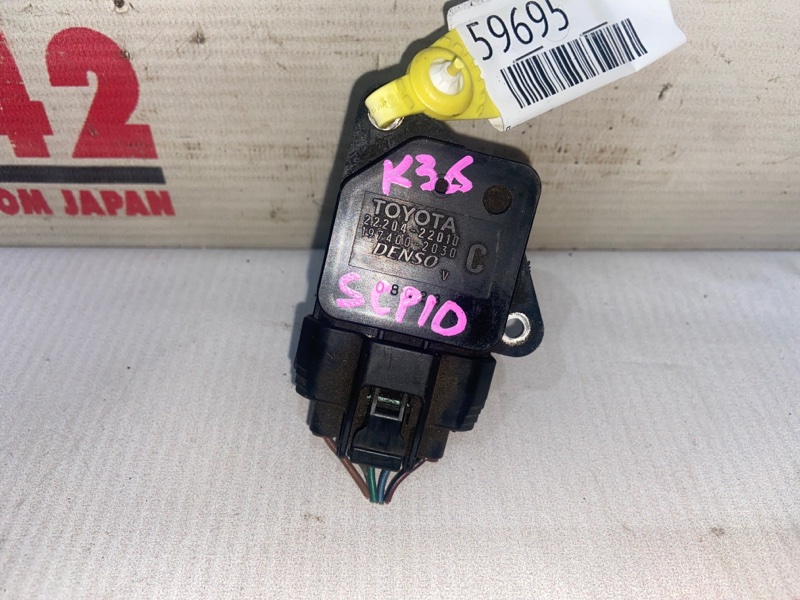 42
OM JAPAN
59695
K3S
TOYOTA
22204-22010
197400-2030
DENSO
C
V
SCP10